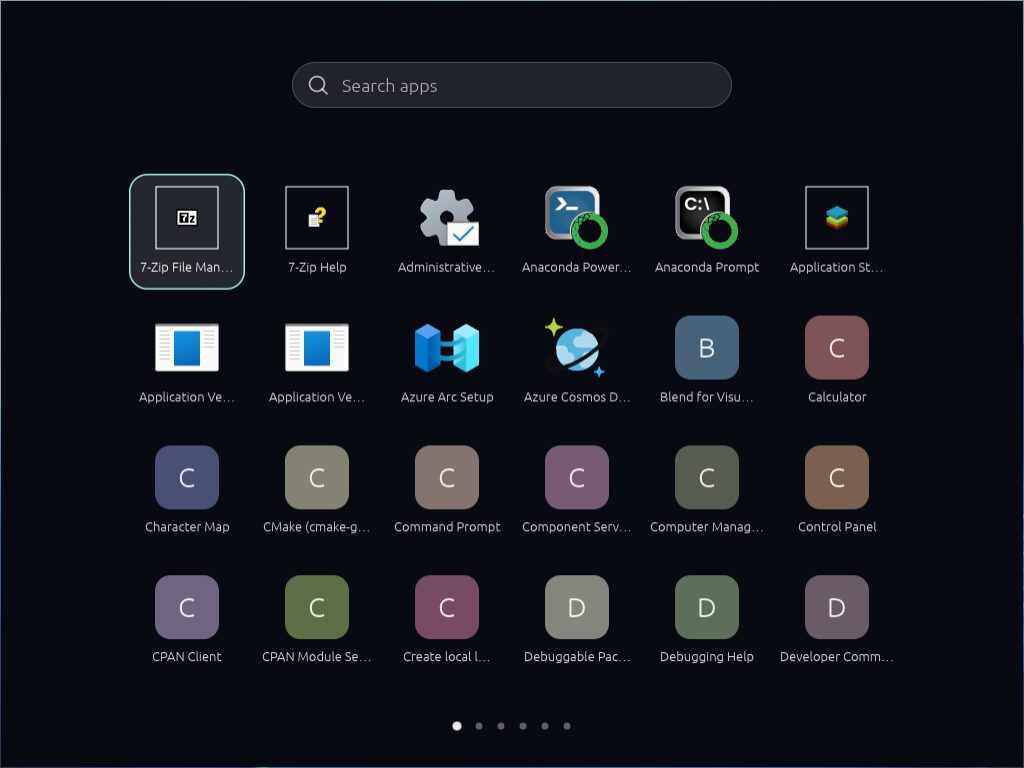 Search apps
7z
7-Zip File Man...
7-Zip Help
Administrative...
Anaconda Power...
C:\
Anaconda Prompt
Application St...
Application Ve...
Application Ve...
Azure Arc Setup
Azure Cosmos D...
B
Blend for Visu...
C
Calculator
C
Character Map
C
CMake (cmake-g...
C
Command Prompt
C
Component Serv...
C
Computer Manag...
C
Control Panel
C
CPAN Client
C
CPAN Module Se...
C
Create local l...
D
Debuggable Pac...
D
Debugging Help
D
Developer Comm...